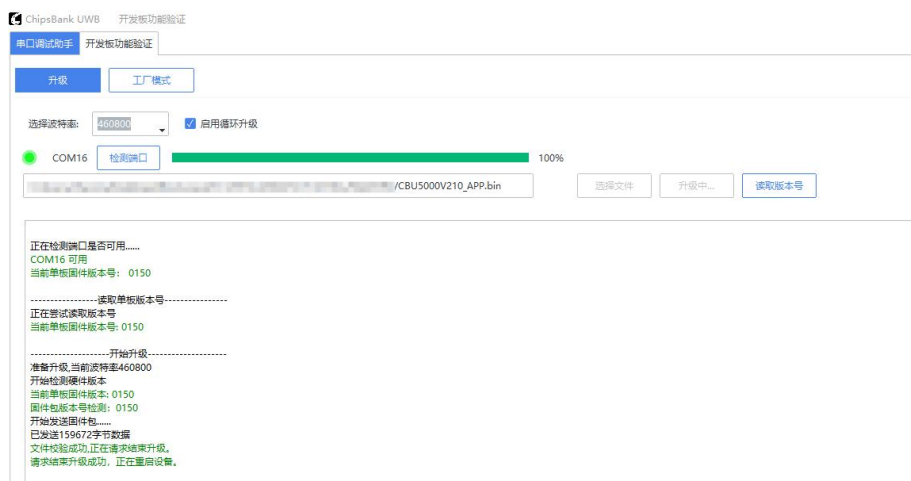 ChipsBank UWB 开发板功能验证
串口调试助手 开发板功能验证
升级 工厂模式
选择波特率: 460800 启用循环升级
COM16 检测端口 100%
/CBU5000V210_APP.bin 选择文件 升级中... 读取版本号
正在检测端口是否可用......
COM16 可用
当前单板固件版本号： 0150
-----------------读取单板版本号----------------
正在尝试读取版本号
当前单板固件版本号: 0150
--------------------开始升级--------------------
准备升级,当前波特率460800
开始检测硬件版本
当前单板固件版本: 0150
固件包版本号检测：0150
开始发送固件包......
已发送159672字节数据
文件校验成功,正在请求结束升级。
请求结束升级成功，正在重启设备。